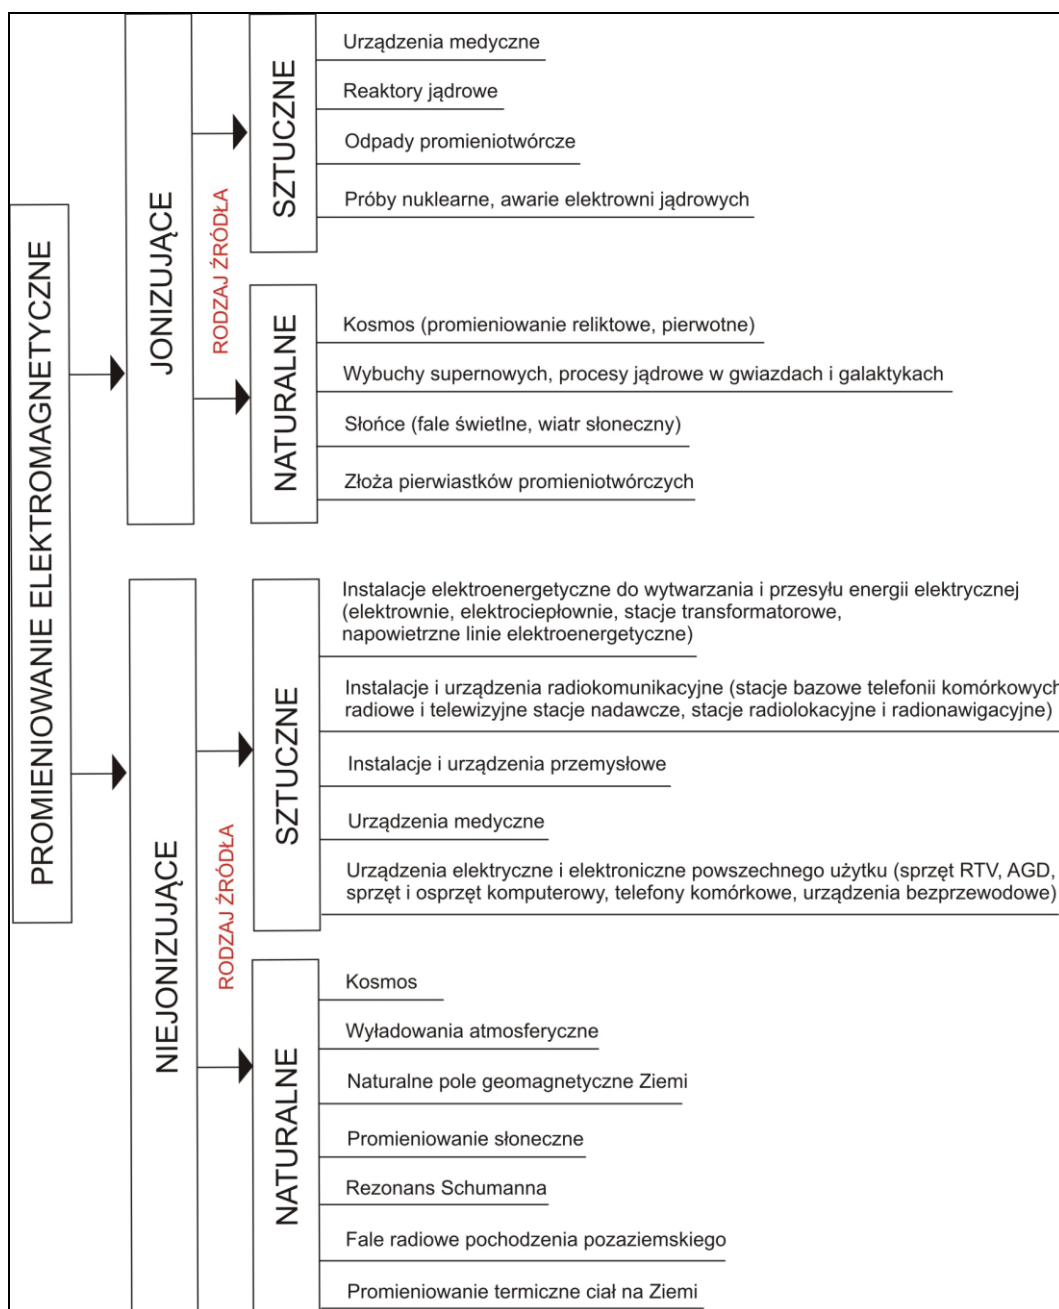 PROMIENIOWANIE ELEKTROMAGNETYCZNE
JONIZUJĄCE
RODZAJ ŹRÓDŁA
SZTUCZNE
Urządzenia medyczne
Reaktory jądrowe
Odpady promieniotwórcze
Próby nuklearne, awarie elektrowni jądrowych
NATURALNE
Kosmos (promieniowanie reliktowe, pierwotne)
Wybuchy supernowych, procesy jądrowe w gwiazdach i galaktykach
Słońce (fale świetlne, wiatr słoneczny)
Złoża pierwiastków promieniotwórczych
NIEJONIZUJĄCE
RODZAJ ŹRÓDŁA
SZTUCZNE
Instalacje elektroenergetyczne do wytwarzania i przesyłu energii elektrycznej
(elektrownie, elektrociepłownie, stacje transformatorowe,
napowietrzne linie elektroenergetyczne)
Instalacje i urządzenia radiokomunikacyjne (stacje bazowe telefonii komórkowych
radiowe i telewizyjne stacje nadawcze, stacje radiolokacyjne i radionawigacyjne)
Instalacje i urządzenia przemysłowe
Urządzenia medyczne
Urządzenia elektryczne i elektroniczne powszechnego użytku (sprzęt RTV, AGD,
sprzęt i osprzęt komputerowy, telefony komórkowe, urządzenia bezprzewodowe)
NATURALNE
Kosmos
Wyładowania atmosferyczne
Naturalne pole geomagnetyczne Ziemi
Promieniowanie słoneczne
Rezonans Schumanna
Fale radiowe pochodzenia pozaziemskiego
Promieniowanie termiczne ciał na Ziemi